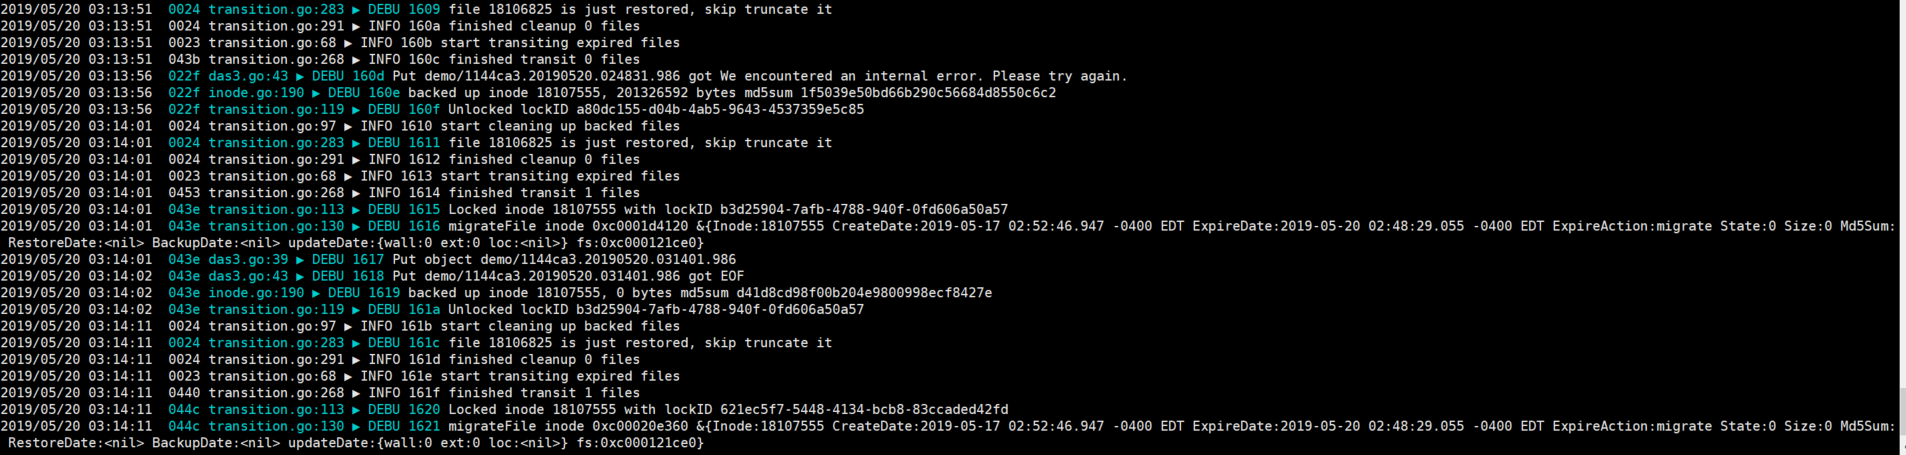 2019/05/20 03:13:51  0024 transition.go:283 ▶ DEBU 1609 file 18106825 is just restored, skip truncate it
2019/05/20 03:13:51  0024 transition.go:291 ▶ INFO 160a finished cleanup 0 files
2019/05/20 03:13:51  0023 transition.go:68 ▶ INFO 160b start transiting expired files
2019/05/20 03:13:51  043b transition.go:268 ▶ INFO 160c finished transit 0 files
2019/05/20 03:13:56  022f das3.go:43 ▶ DEBU 160d Put demo/1144ca3.20190520.024831.986 got We encountered an internal error. Please try again.
2019/05/20 03:13:56  022f inode.go:190 ▶ DEBU 160e backed up inode 18107555, 201326592 bytes md5sum 1f5039e50bd66b290c56684d8550c6c2
2019/05/20 03:13:56  022f transition.go:119 ▶ DEBU 160f Unlocked lockID a80dc155-d04b-4ab5-9643-4537359e5c85
2019/05/20 03:14:01  0024 transition.go:97 ▶ INFO 1610 start cleaning up backed files
2019/05/20 03:14:01  0024 transition.go:283 ▶ DEBU 1611 file 18106825 is just restored, skip truncate it
2019/05/20 03:14:01  0024 transition.go:291 ▶ INFO 1612 finished cleanup 0 files
2019/05/20 03:14:01  0023 transition.go:68 ▶ INFO 1613 start transiting expired files
2019/05/20 03:14:01  0453 transition.go:268 ▶ INFO 1614 finished transit 1 files
2019/05/20 03:14:01  043e transition.go:113 ▶ DEBU 1615 Locked inode 18107555 with lockID b3d25904-7afb-4788-940f-0fd606a50a57
2019/05/20 03:14:01  043e transition.go:130 ▶ DEBU 1616 migrateFile inode 0xc0001d4120 &{Inode:18107555 CreateDate:2019-05-17 02:52:46.947 -0400 EDT ExpireDate:2019-05-20 02:48:29.055 -0400 EDT ExpireAction:migrate State:0 Size:0 Md5Sum:
RestoreDate:<nil> BackupDate:<nil> updateDate:{wall:0 ext:0 loc:<nil>} fs:0xc000121ce0}
2019/05/20 03:14:01  043e das3.go:39 ▶ DEBU 1617 Put object demo/1144ca3.20190520.031401.986
2019/05/20 03:14:02  043e das3.go:43 ▶ DEBU 1618 Put demo/1144ca3.20190520.031401.986 got EOF
2019/05/20 03:14:02  043e inode.go:190 ▶ DEBU 1619 backed up inode 18107555, 0 bytes md5sum d41d8cd98f00b204e9800998ecf8427e
2019/05/20 03:14:02  043e transition.go:119 ▶ DEBU 161a Unlocked lockID b3d25904-7afb-4788-940f-0fd606a50a57
2019/05/20 03:14:11  0024 transition.go:97 ▶ INFO 161b start cleaning up backed files
2019/05/20 03:14:11  0024 transition.go:283 ▶ DEBU 161c file 18106825 is just restored, skip truncate it
2019/05/20 03:14:11  0024 transition.go:291 ▶ INFO 161d finished cleanup 0 files
2019/05/20 03:14:11  0023 transition.go:68 ▶ INFO 161e start transiting expired files
2019/05/20 03:14:11  0440 transition.go:268 ▶ INFO 161f finished transit 1 files
2019/05/20 03:14:11  044c transition.go:113 ▶ DEBU 1620 Locked inode 18107555 with lockID 621ec5f7-5448-4134-bcb8-83ccaded42fd
2019/05/20 03:14:11  044c transition.go:130 ▶ DEBU 1621 migrateFile inode 0xc00020e360 &{Inode:18107555 CreateDate:2019-05-17 02:52:46.947 -0400 EDT ExpireDate:2019-05-20 02:48:29.055 -0400 EDT ExpireAction:migrate State:0 Size:0 Md5Sum:
RestoreDate:<nil> BackupDate:<nil> updateDate:{wall:0 ext:0 loc:<nil>} fs:0xc000121ce0}